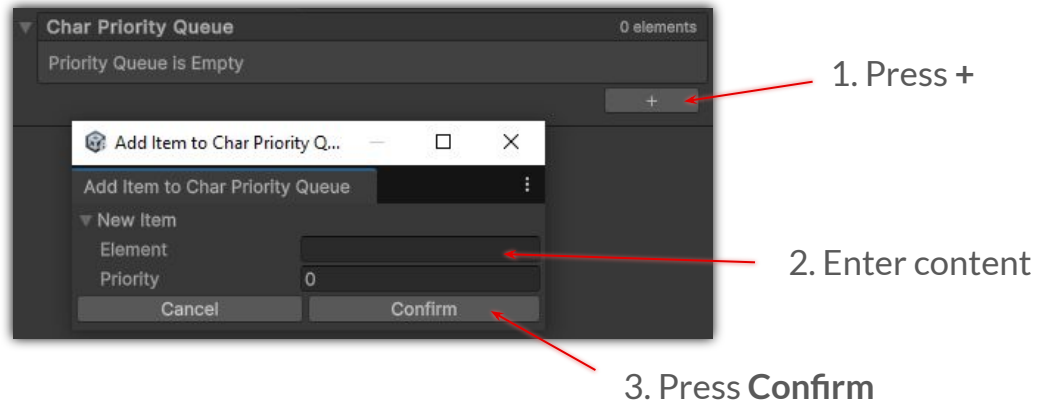 Char Priority Queue 0 elements
Priority Queue is Empty
+
1. Press +
Add Item to Char Priority Q...
Add Item to Char Priority Queue
New Item
Element
2. Enter content
Priority 0
Cancel Confirm
3. Press Confirm